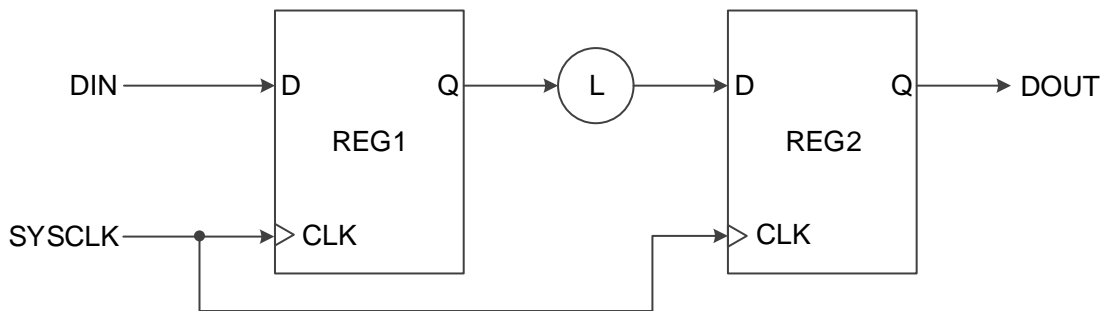 DIN
D
Q
REG1
SYSCLK
CLK
L
D
Q
REG2
CLK
DOUT